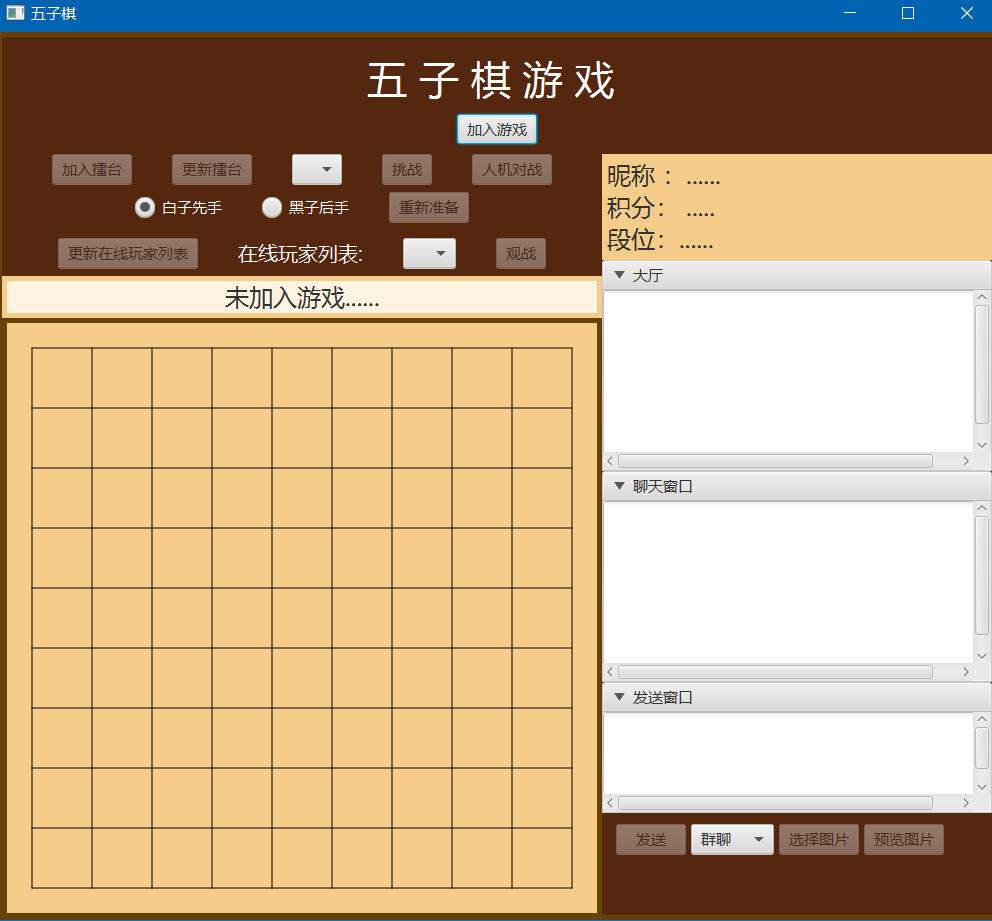 五子棋
五子棋游戏
加入游戏
加入擂台 更新擂台 挑战 人机对战
白子先手 黑子后手 重新准备
更新在线玩家列表 在线玩家列表: 观战
未加入游戏......
昵称： ......
积分： .....
段位：......
大厅
聊天窗口
发送窗口
发送 群聊 选择图片 预览图片